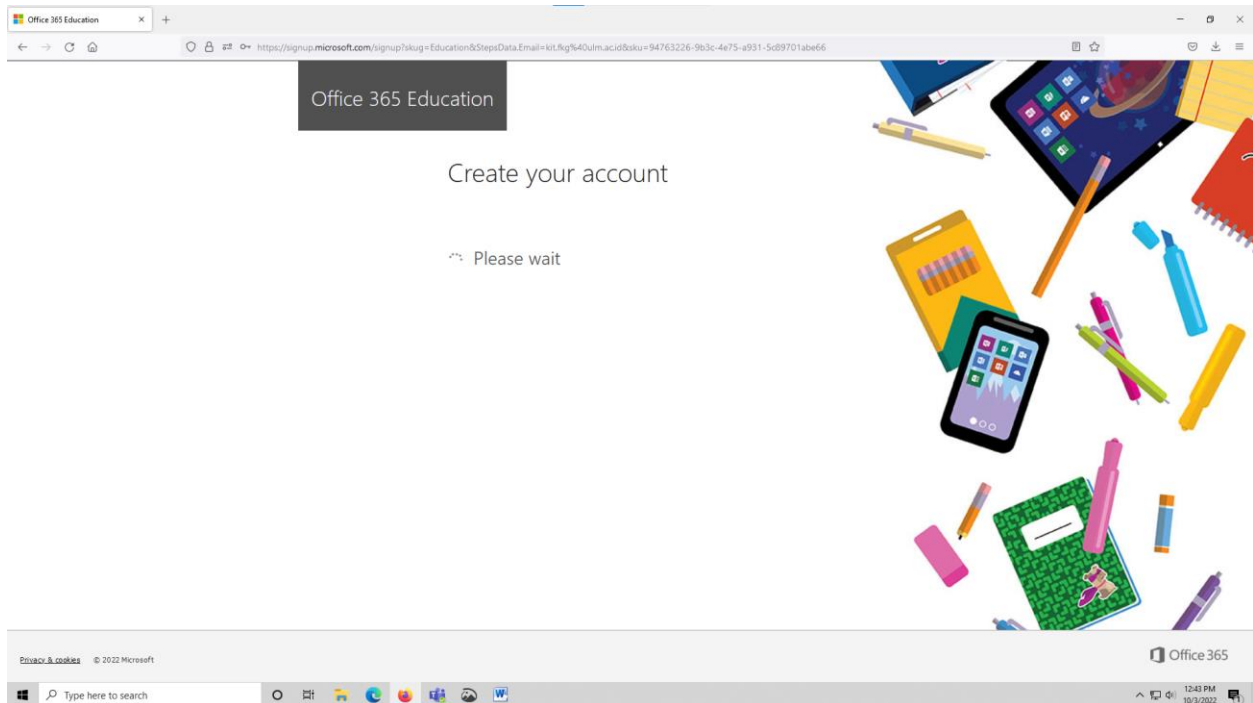 Office 365 Education
https://signup.microsoft.com/signup?skug=Education&StepsData.Email=kit.fkg%40ulm.ac.id&sku=94763226-9b3c-4e75-a931-5c89701abe66
Office 365 Education
Create your account
Please wait
Privacy & cookies © 2022 Microsoft
Office 365
Type here to search
12:43 PM
10/3/2022